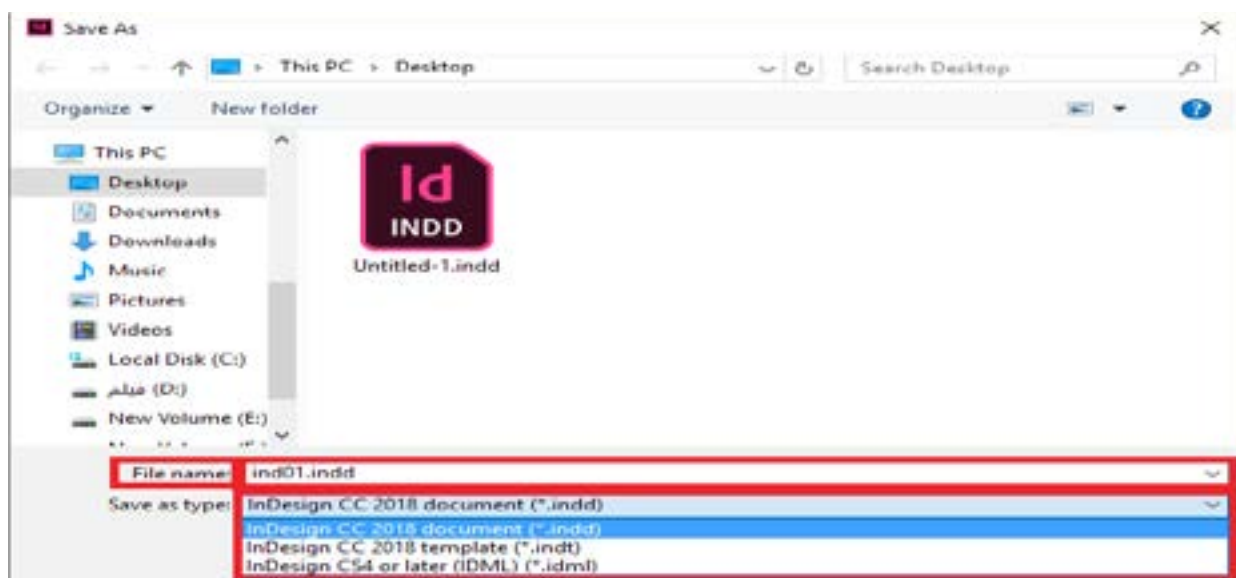 Save As
This PC > Desktop
Search Desktop
Organize
New folder
This PC
Desktop
Documents
Downloads
Music
Pictures
Videos
Local Disk (C:)
فیلم (D:)
New Volume (E:)
Id
INDD
Untitled-1.indd
File name: ind01.indd
Save as type: InDesign CC 2018 document (*.indd)
InDesign CC 2018 document (*.indd)
InDesign CC 2018 template (*.indt)
InDesign CS4 or later (IDML) (*.idml)